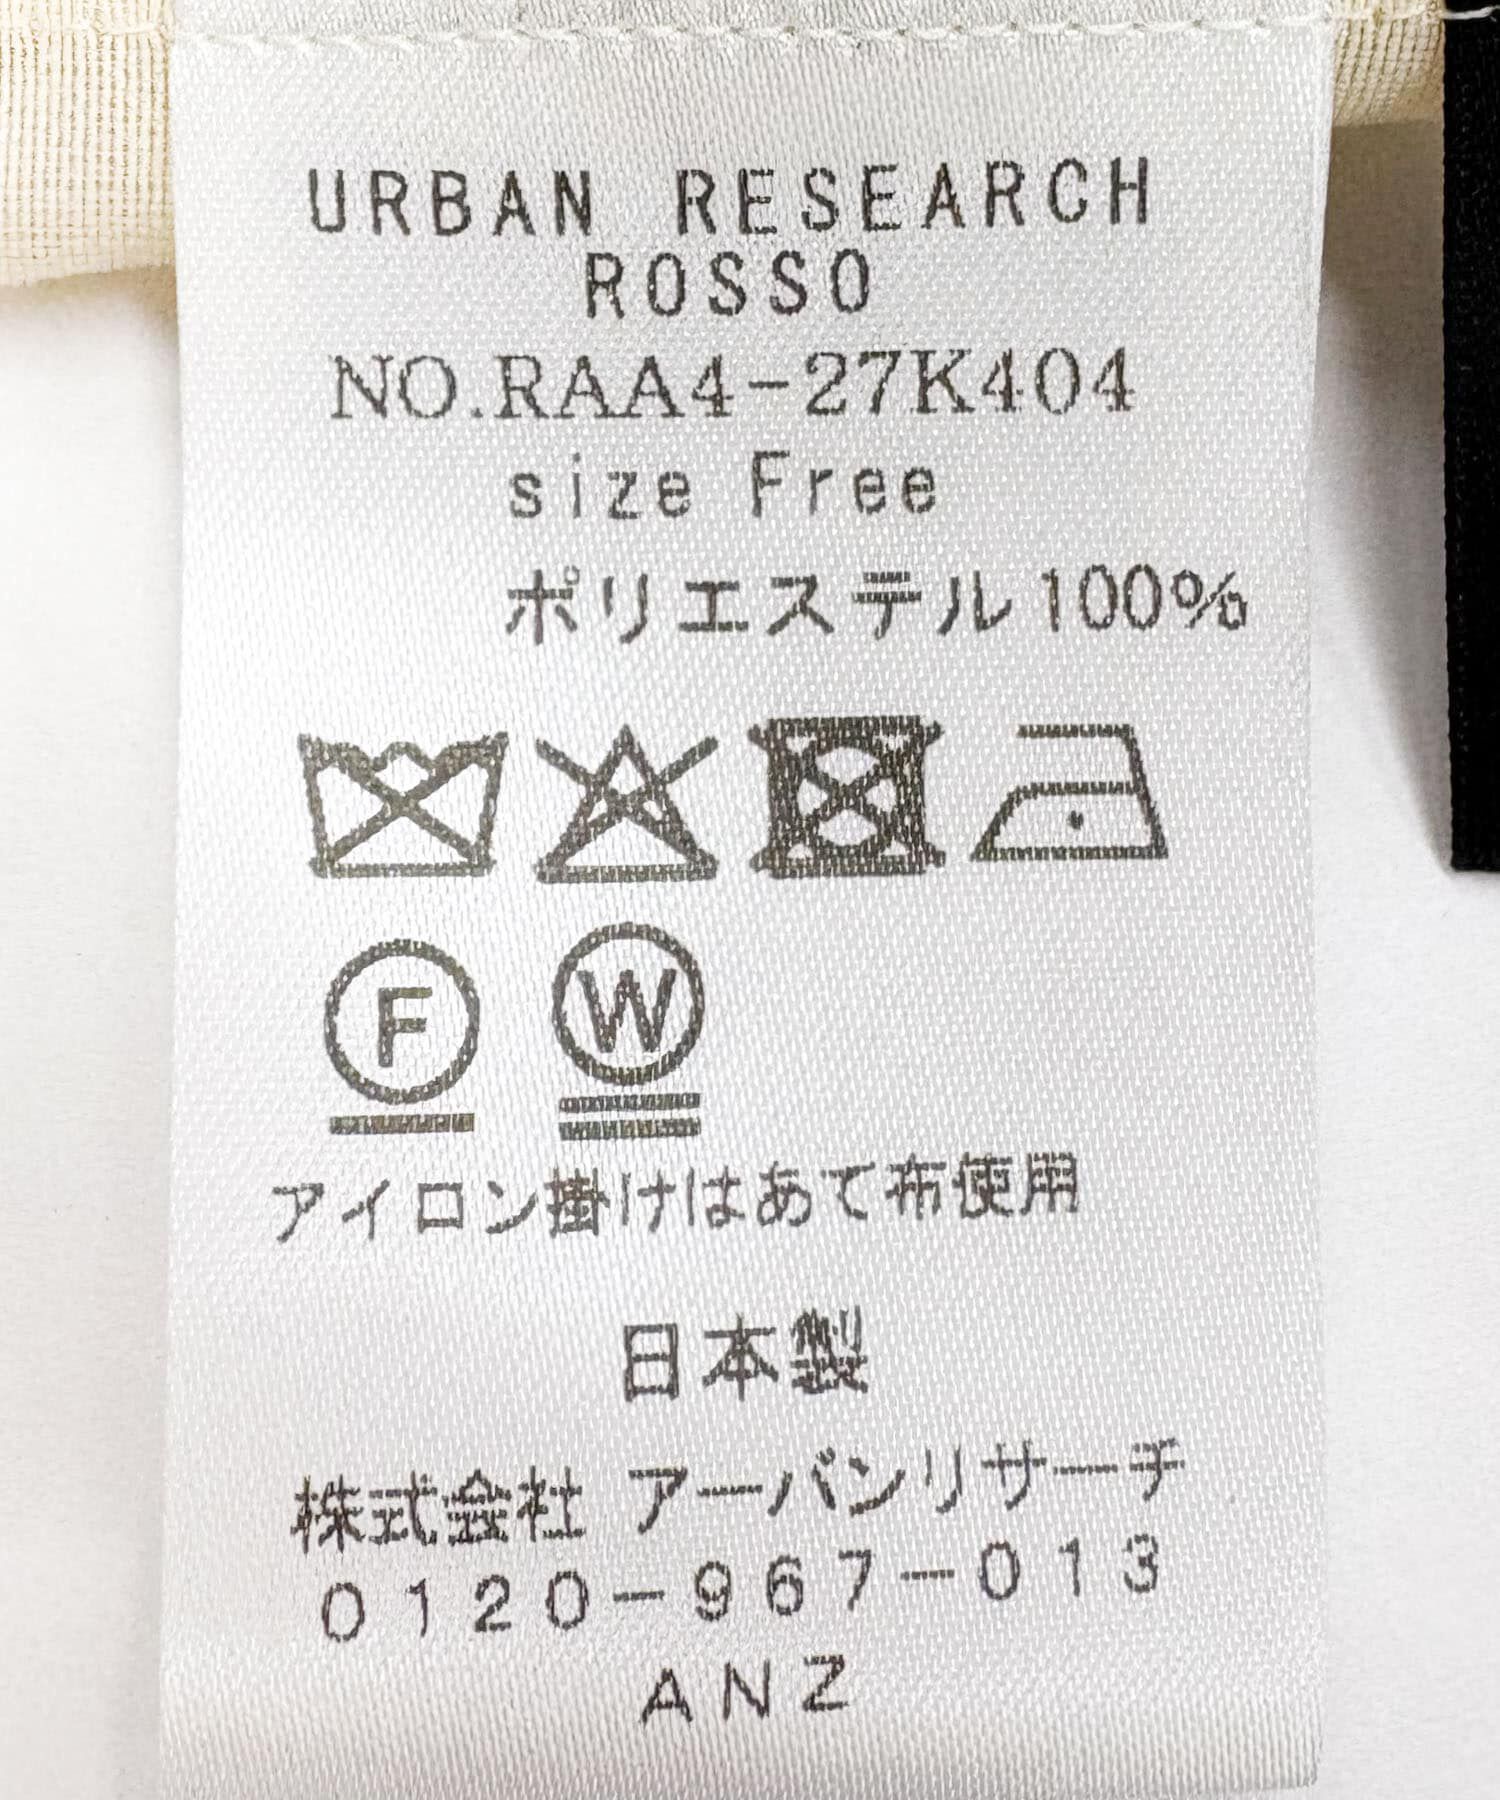 URBAN RESEARCH
ROSSO
NO.RAA4-27K404
size Free
ポリエステル100%
F W
アイロン掛けはあて布使用
日本製
株式会社 アーバンリサーチ
0120-967-013
ANZ